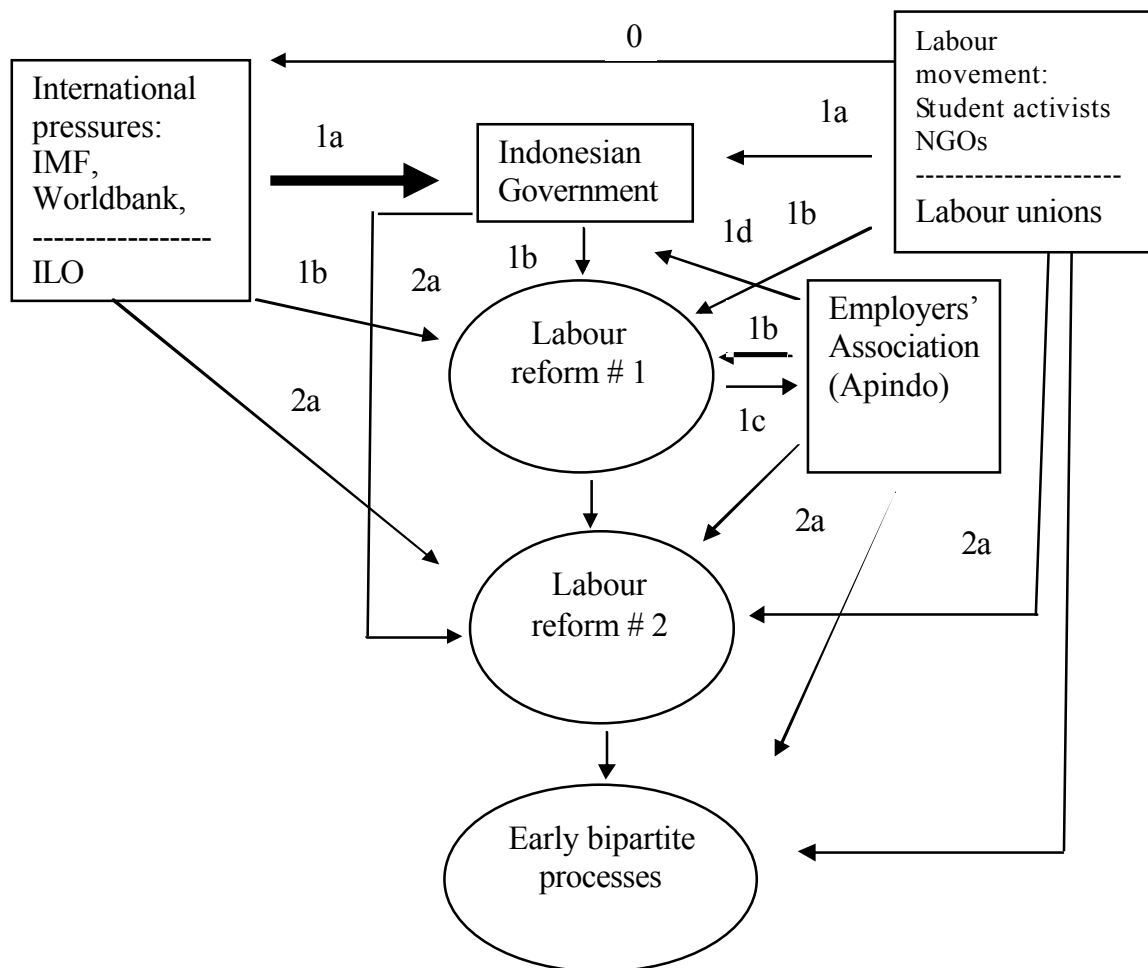 0
Labour
movement:
Student activists
NGOs
----------------------
Labour unions
International
pressures:
IMF,
Worldbank,
-------------------
ILO
1a
Indonesian
Government
1a
1b
2a
1b
1d
1b
Labour
reform # 1
1b
1c
Employers’
Association
(Apindo)
2a
2a
2a
Labour
reform # 2
Early bipartite
processes